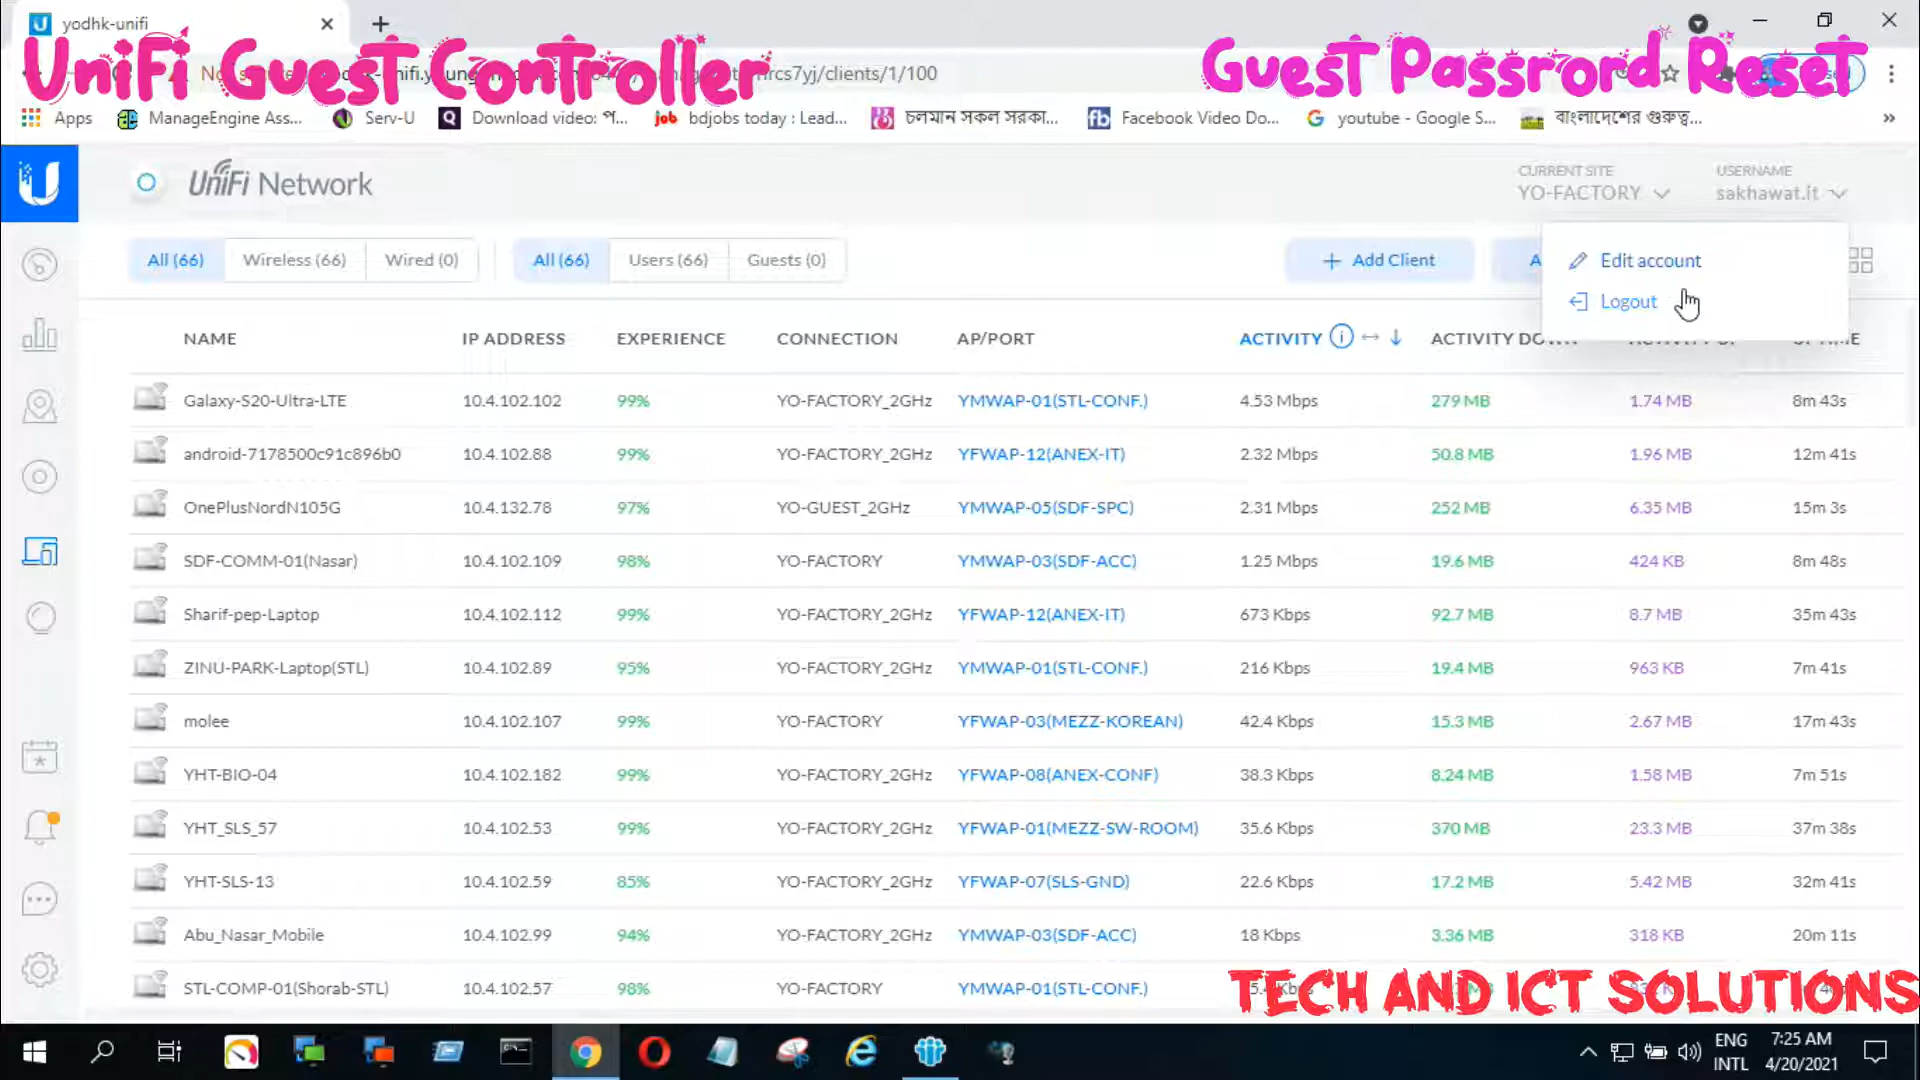 yodhk-unifi
UniFi Guest Controller
Guest Passrord Reset
rcs7yj/clients/1/100
Apps ManageEngine Ass... Serv-U Download video: প... bdjobs today : Lead... চলমান সকল সরকা... Facebook Video Do... youtube - Google S... বাংলাদেশের গুরুত্ব... »
UniFi Network
CURRENT SITE USERNAME
YO-FACTORY sakhawat.it
All (66) Wireless (66) Wired (0) All (66) Users (66) Guests (0) + Add Client
Edit account
Logout
NAME IP ADDRESS EXPERIENCE CONNECTION AP/PORT ACTIVITY ACTIVITY DOWN
Galaxy-S20-Ultra-LTE 10.4.102.102 99% YO-FACTORY_2GHz YMWAP-01(STL-CONF.) 4.53 Mbps 279 MB 1.74 MB 8m 43s
android-7178500c91c896b0 10.4.102.88 99% YO-FACTORY_2GHz YFWAP-12(ANEX-IT) 2.32 Mbps 50.8 MB 1.96 MB 12m 41s
OnePlusNordN105G 10.4.132.78 97% YO-GUEST_2GHz YMWAP-05(SDF-SPC) 2.31 Mbps 252 MB 6.35 MB 15m 3s
SDF-COMM-01(Nasar) 10.4.102.109 98% YO-FACTORY YMWAP-03(SDF-ACC) 1.25 Mbps 19.6 MB 424 KB 8m 48s
Sharif-pep-Laptop 10.4.102.112 99% YO-FACTORY_2GHz YFWAP-12(ANEX-IT) 673 Kbps 92.7 MB 8.7 MB 35m 43s
ZINU-PARK-Laptop(STL) 10.4.102.89 95% YO-FACTORY_2GHz YMWAP-01(STL-CONF.) 216 Kbps 19.4 MB 963 KB 7m 41s
molee 10.4.102.107 99% YO-FACTORY YFWAP-03(MEZZ-KOREAN) 42.4 Kbps 15.3 MB 2.67 MB 17m 43s
YHT-BIO-04 10.4.102.182 99% YO-FACTORY_2GHz YFWAP-08(ANEX-CONF) 38.3 Kbps 8.24 MB 1.58 MB 7m 51s
YHT_SLS_57 10.4.102.53 99% YO-FACTORY_2GHz YFWAP-01(MEZZ-SW-ROOM) 35.6 Kbps 370 MB 23.3 MB 37m 38s
YHT-SLS-13 10.4.102.59 85% YO-FACTORY_2GHz YFWAP-07(SLS-GND) 22.6 Kbps 17.2 MB 5.42 MB 32m 41s
Abu_Nasar_Mobile 10.4.102.99 94% YO-FACTORY_2GHz YMWAP-03(SDF-ACC) 18 Kbps 3.36 MB 318 KB 20m 11s
STL-COMP-01(Shorab-STL) 10.4.102.57 98% YO-FACTORY YMWAP-01(STL-CONF.)
TECH AND ICT SOLUTIONS
ENG 7:25 AM
INTL 4/20/2021